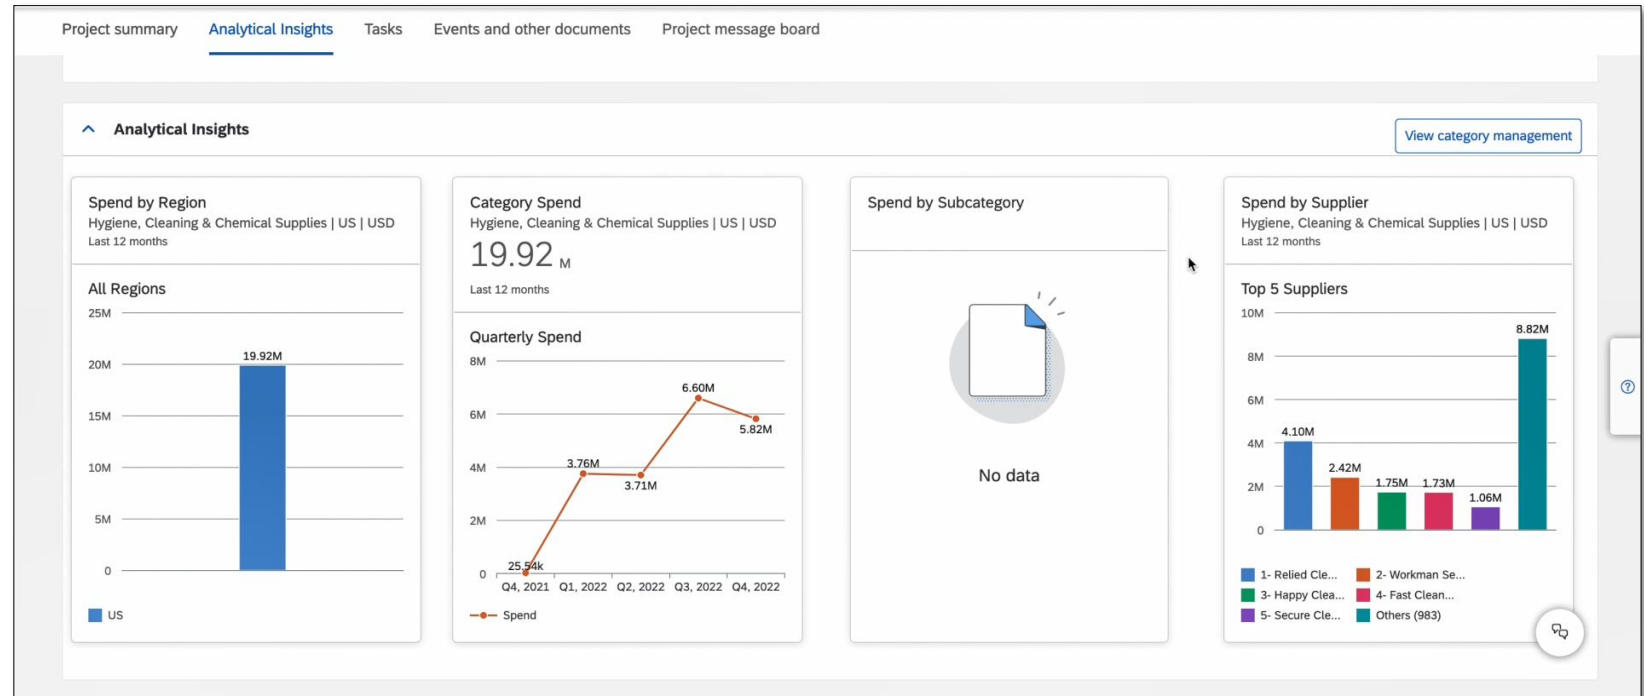 Project summary
Analytical Insights
Tasks
Events and other documents
Project message board
Analytical Insights
View category management
Spend by Region
Hygiene, Cleaning & Chemical Supplies | US | USD
Last 12 months
All Regions
25M
20M
15M
10M
5M
0
19.92M
US
Category Spend
Hygiene, Cleaning & Chemical Supplies | US | USD
19.92 M
Last 12 months
Quarterly Spend
8M
6M
4M
2M
0
25.54k
3.76M
3.71M
6.60M
5.82M
Q4, 2021 Q1, 2022 Q2, 2022 Q3, 2022 Q4, 2022
Spend
Spend by Subcategory
No data
Spend by Supplier
Hygiene, Cleaning & Chemical Supplies | US | USD
Last 12 months
Top 5 Suppliers
10M
8M
6M
4M
2M
0
4.10M
2.42M
1.75M
1.73M
1.06M
8.82M
1- Relied Cle... 2- Workman Se...
3- Happy Clea... 4- Fast Clean...
5- Secure Cle... Others (983)